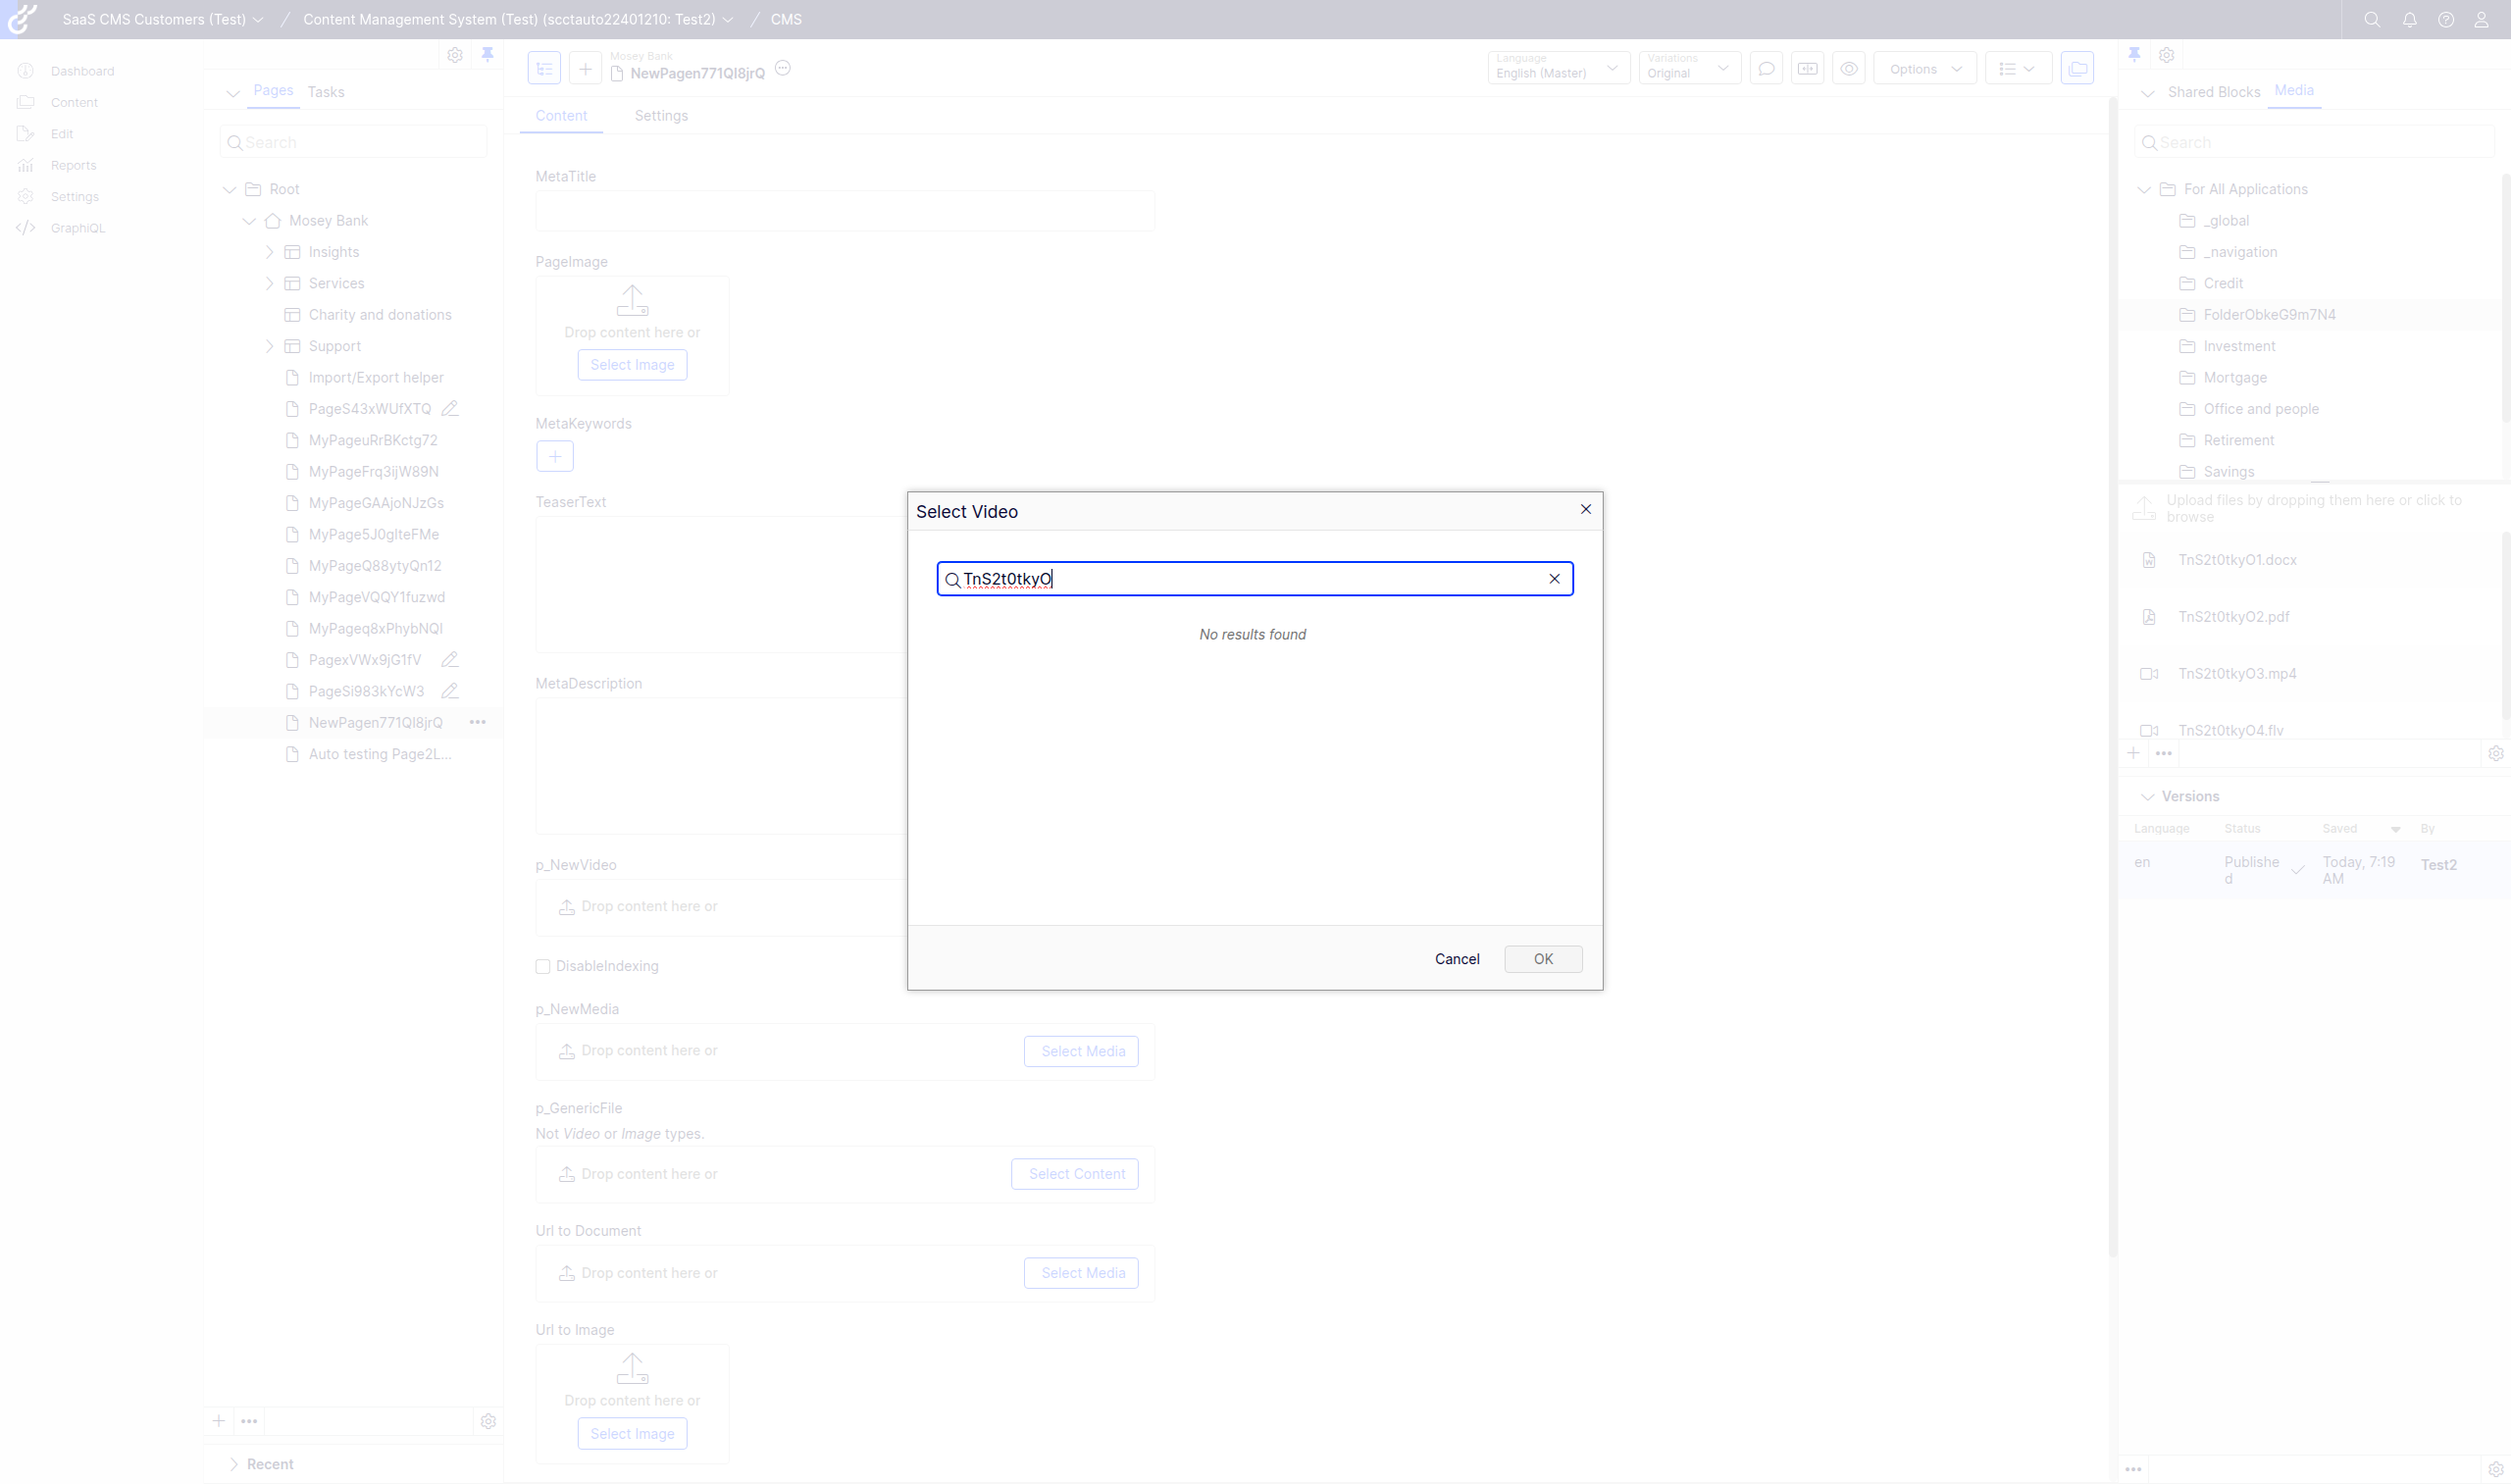 SaaS CMS Customers (Test) / Content Management System (Test) (scctauto22401210: Test2) / CMS
Dashboard
Content
Edit
Reports
Settings
GraphiQL
Pages Tasks
Search
Root
Mosey Bank
Insights
Services
Charity and donations
Support
Import/Export helper
PageS43xWUfXTQ
MyPageuRrBKctg72
MyPageFrq3ijW89N
MyPageGAAjoNJzGs
MyPage5J0glteFMe
MyPageQ88ytyQn12
MyPageVQQY1fuzwd
MyPageq8xPhybNQI
PagexVWx9jG1fV
PageSi983kYcW3
NewPagen771QI8jrQ
Auto testing Page2L...
Recent
Mosey Bank
NewPagen771QI8jrQ
Language
English (Master)
Variations
Original
Options
Content Settings
MetaTitle
PageImage
Drop content here or
Select Image
MetaKeywords
TeaserText
MetaDescription
p_NewVideo
Drop content here or
DisableIndexing
p_NewMedia
Drop content here or Select Media
p_GenericFile
Not Video or Image types.
Drop content here or Select Content
Url to Document
Drop content here or Select Media
Url to Image
Drop content here or
Select Image
Select Video
TnS2t0tkyO
No results found
Cancel OK
Shared Blocks Media
Search
For All Applications
_global
_navigation
Credit
FolderObkeG9m7N4
Investment
Mortgage
Office and people
Retirement
Savings
Upload files by dropping them here or click to
browse
TnS2t0tkyO1.docx
TnS2t0tkyO2.pdf
TnS2t0tkyO3.mp4
TnS2t0tkyO4.flv
Versions
Language Status Saved By
en Publishe Today, 7:19 Test2
d AM